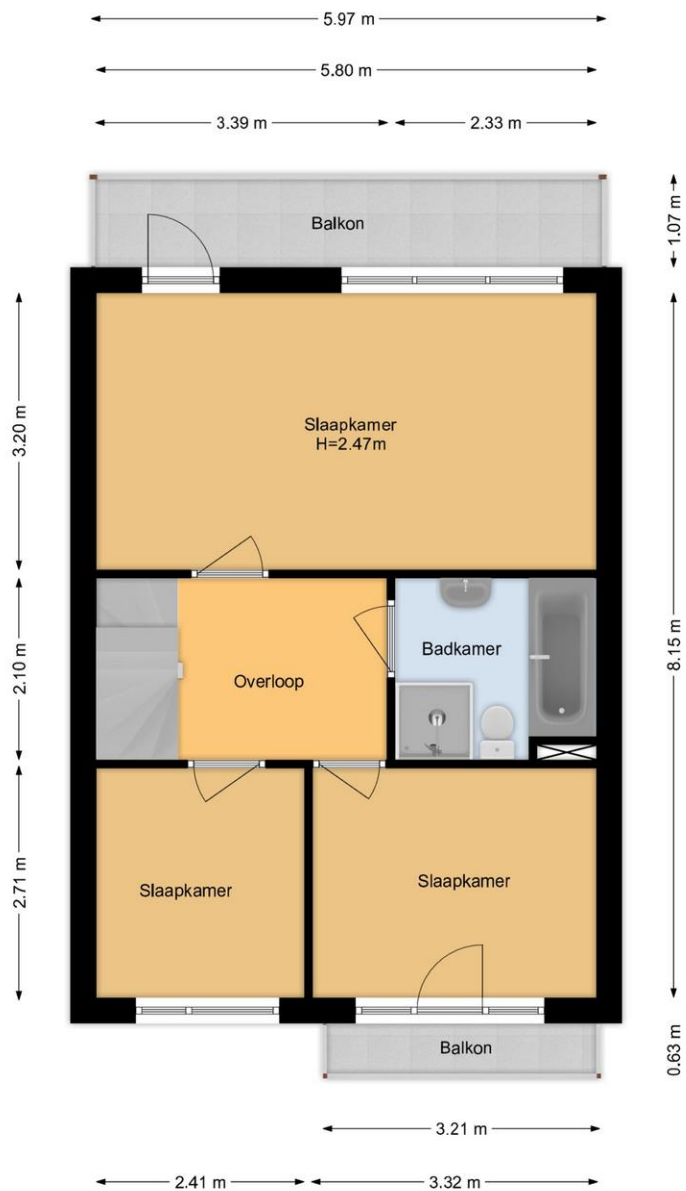 5.97 m
5.80 m
3.39 m
2.33 m
1.07 m
Balkon
3.20 m
Slaapkamer
H=2.47m
8.15 m
2.10 m
Badkamer
Overloop
2.71 m
Slaapkamer
Slaapkamer
Balkon
0.63 m
3.21 m
2.41 m
3.32 m